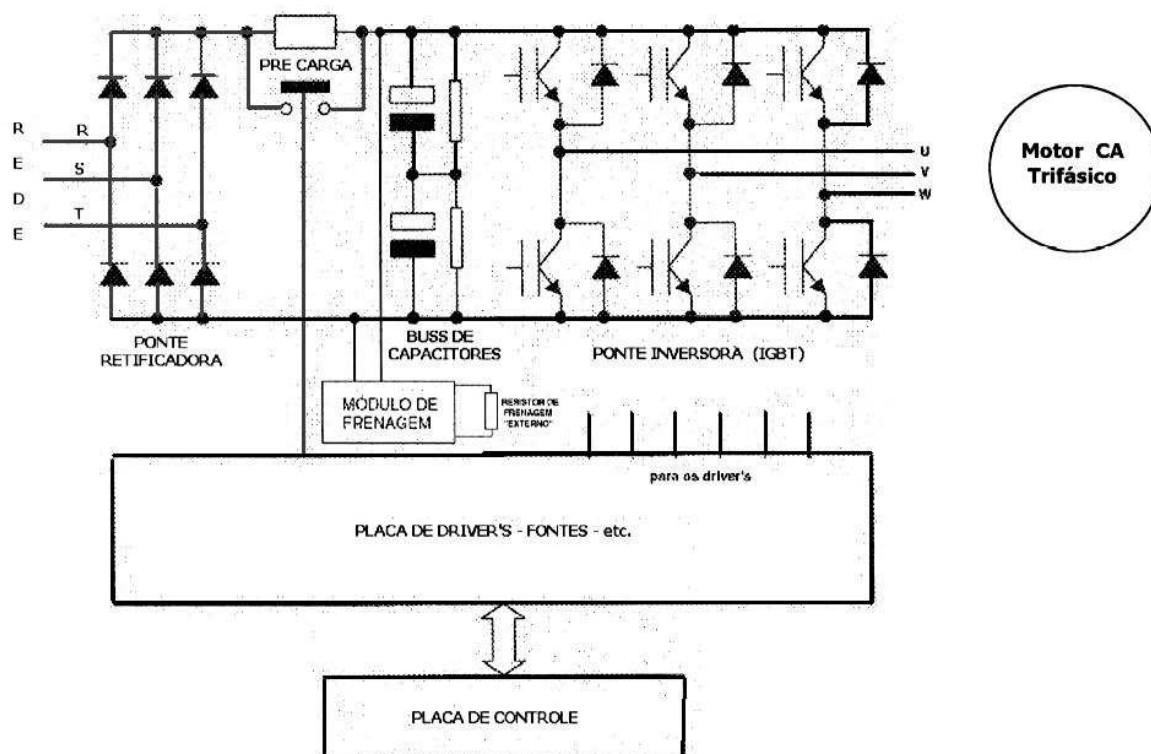 PRE CARGA
R
E
D
E
R
S
T
U
V
W
Motor CA
Trifásico
PONTE
RETIFICADORA
BUSS DE
CAPACITORES
PONTE INVERSORA (IGBT)
MÓDULO DE
FRENAGEM
RESISTOR DE
FRENAGEM
"EXTERNO"
para os driver's
PLACA DE DRIVER'S - FONTES - etc.
PLACA DE CONTROLE